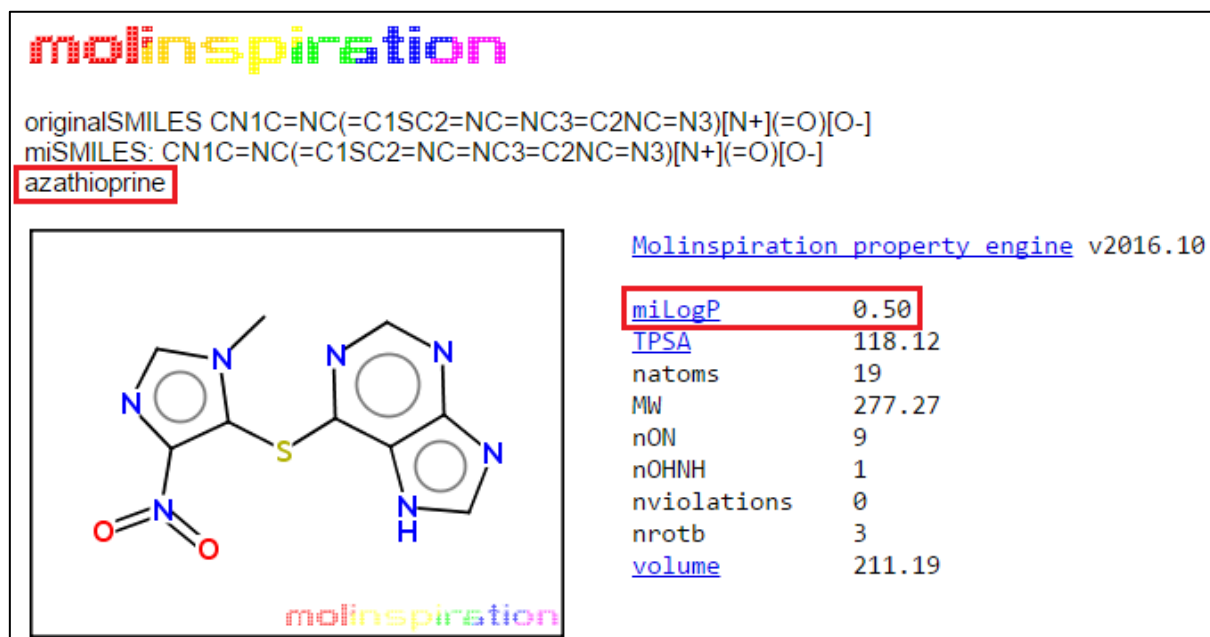 molinspiration
originalSMILES CN1C=NC(=C1SC2=NC=NC3=C2NC=N3)[N+](=O)[O-]
miSMILES: CN1C=NC(=C1SC2=NC=NC3=C2NC=N3)[N+](=O)[O-]
azathioprine
Molinspiration property engine v2016.10
miLogP 0.50
TPSA 118.12
natoms 19
MW 277.27
nON 9
nOHNH 1
nviolations 0
nrotb 3
volume 211.19
N
N
N
N
N
S
N
N
H
O
O
molinspiration